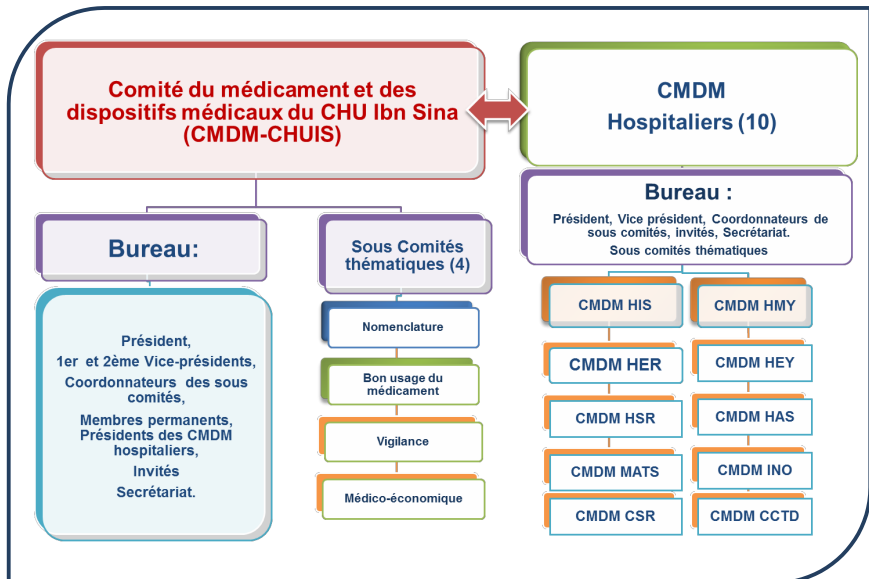 Comité du médicament et des
dispositifs médicaux du CHU Ibn Sina
(CMDM-CHUIS)
CMDM
Hospitaliers (10)
Bureau:
Président,
1er et 2ème Vice-présidents,
Coordonnateurs des sous
comités,
Membres permanents,
Présidents des CMDM
hospitaliers,
Invités
Secrétariat.
Sous Comités
thématiques (4)
Nomenclature
Bon usage du
médicament
Vigilance
Médico-économique
Bureau :
Président, Vice président, Coordonnateurs de
sous comités, invités, Secrétariat.
Sous comités thématiques
CMDM HIS
CMDM HER
CMDM HSR
CMDM MATS
CMDM CSR
CMDM HMY
CMDM HEY
CMDM HAS
CMDM INO
CMDM CCTD